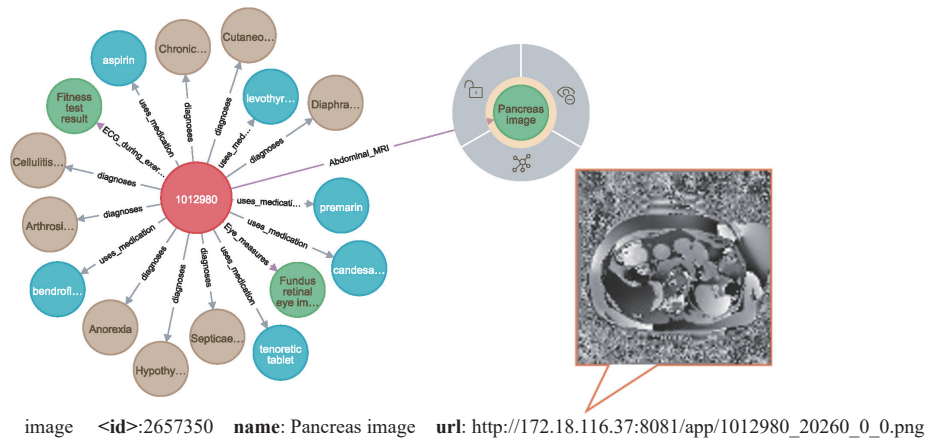 Cutaneo...
Chronic...
aspirin
levothyr...
Diaphra...
Fitness
test
result
Pancreas
image
uses_medication
diagnoses
diagnoses
uses_med...
diagnoses
ECG_during_exer...
Abdominal_MRI
Cellulitis...
diagnoses
1012980
uses_medicati...
premarin
Arthrosi...
diagnoses
uses_medication
uses_medication
candesa...
bendrofl...
diagnoses
diagnoses
diagnoses
uses_medication
Eye_measures
Fundus
retinal
eye im...
Anorexia
Hypothy...
Septicae...
tenoretic
tablet
image <id>:2657350 name: Pancreas image url: http://172.18.116.37:8081/app/1012980_20260_0_0.png